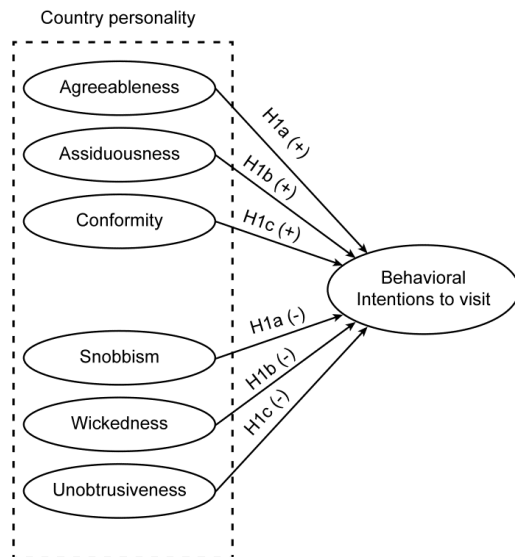 Country personality
Agreeableness
H1a (+)
Assiduousness
H1b (+)
Conformity
H1c (+)
Behavioral
Intentions to visit
Snobbism
H1a (-)
Wickedness
H1b (-)
Unobtrusiveness
H1c (-)